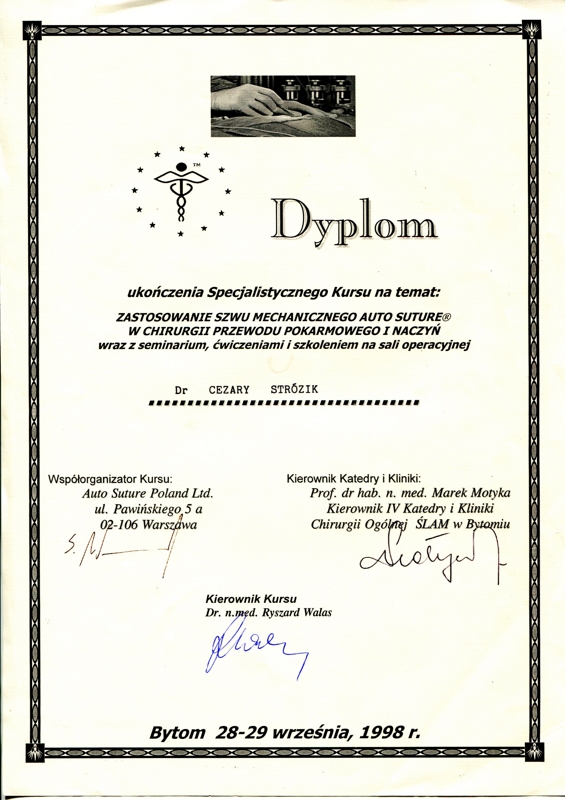 TM
Dyplom
ukończenia Specjalistycznego Kursu na temat:
ZASTOSOWANIE SZWU MECHANICZNEGO AUTO SUTURE®
W CHIRURGII PRZEWODU POKARMOWEGO I NACZYŃ
wraz z seminarium, ćwiczeniami i szkoleniem na sali operacyjnej
Dr CEZARY STRÓZIK
Współorganizator Kursu:
Auto Suture Poland Ltd.
ul. Pawińskiego 5 a
02-106 Warszawa
Kierownik Katedry i Kliniki:
Prof. dr hab. n. med. Marek Motyka
Kierownik IV Katedry i Kliniki
Chirurgii Ogólnej ŚLAM w Bytomiu
Kierownik Kursu
Dr. n.med. Ryszard Walas
Bytom 28-29 września, 1998 r.